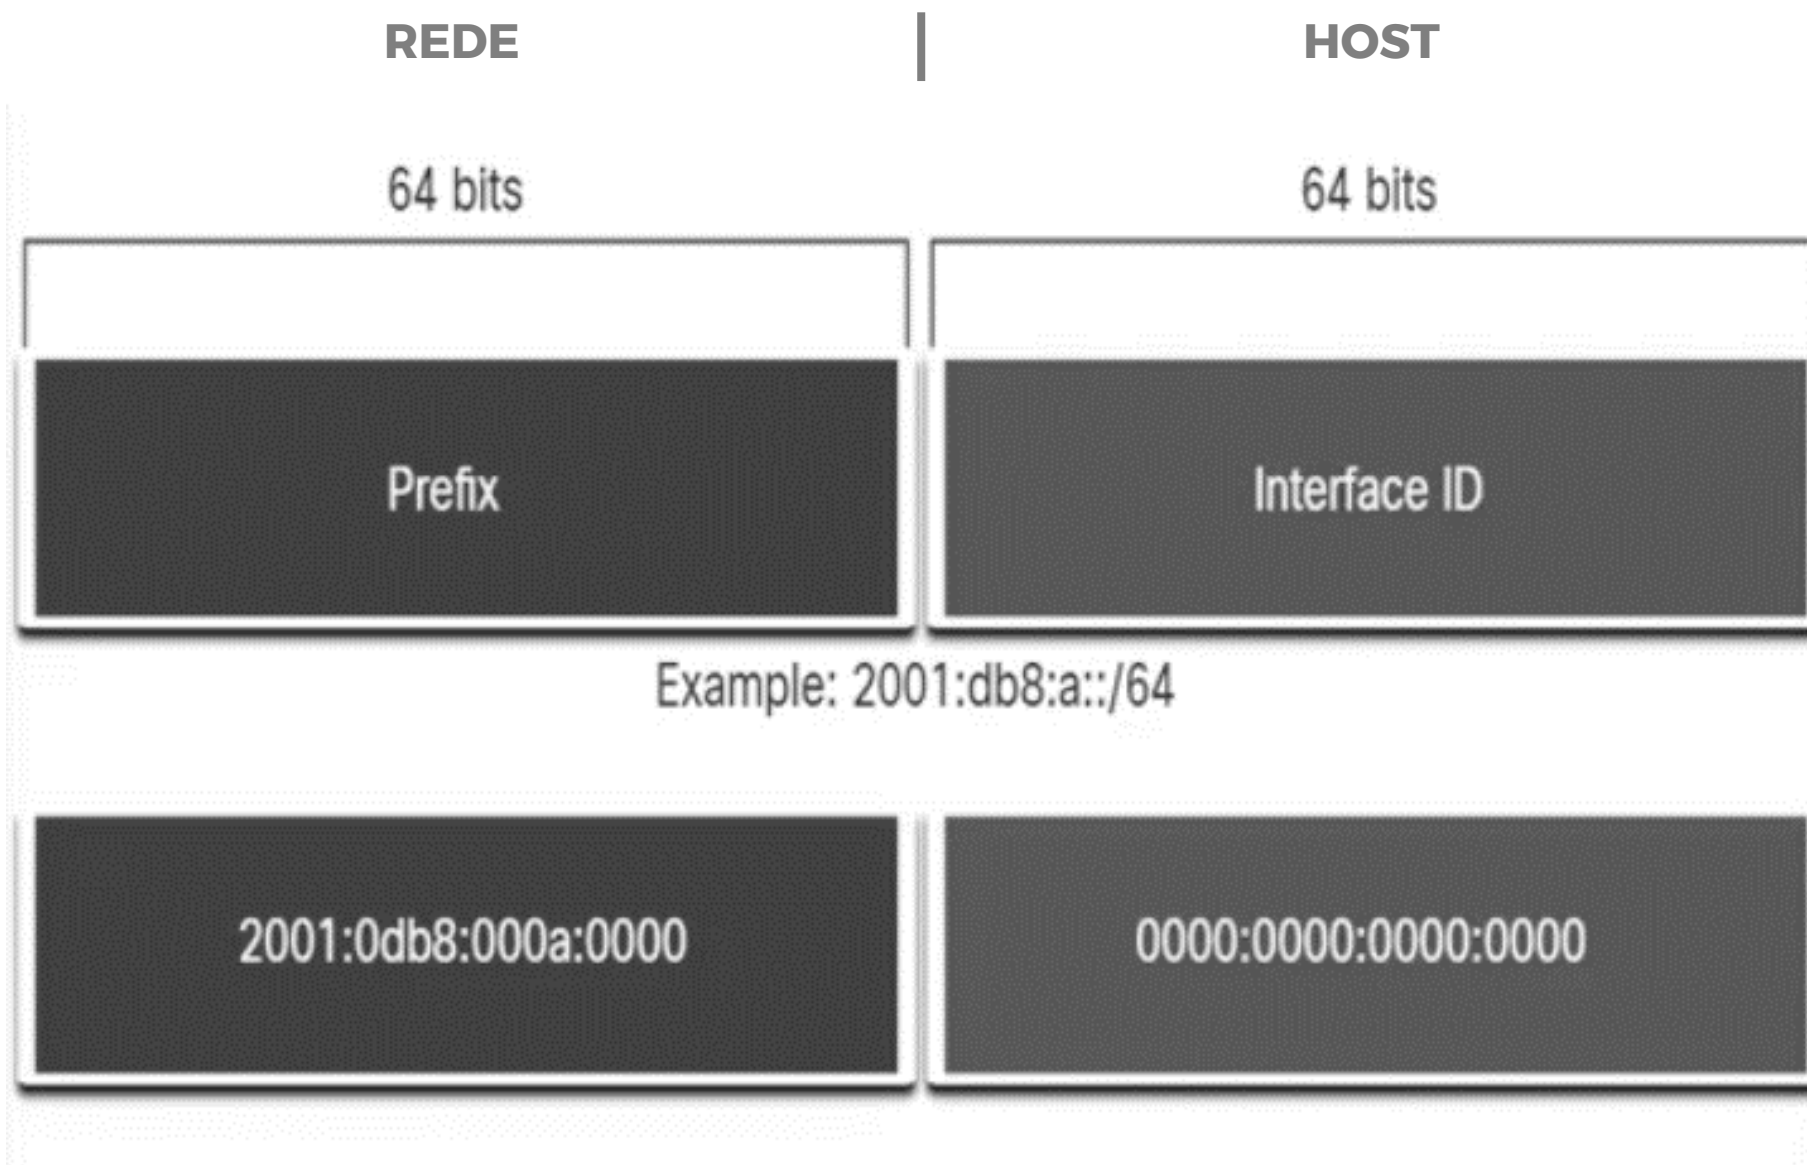 REDE | HOST
64 bits 64 bits
Prefix Interface ID
Example: 2001:db8:a::/64
2001:0db8:000a:0000 0000:0000:0000:0000